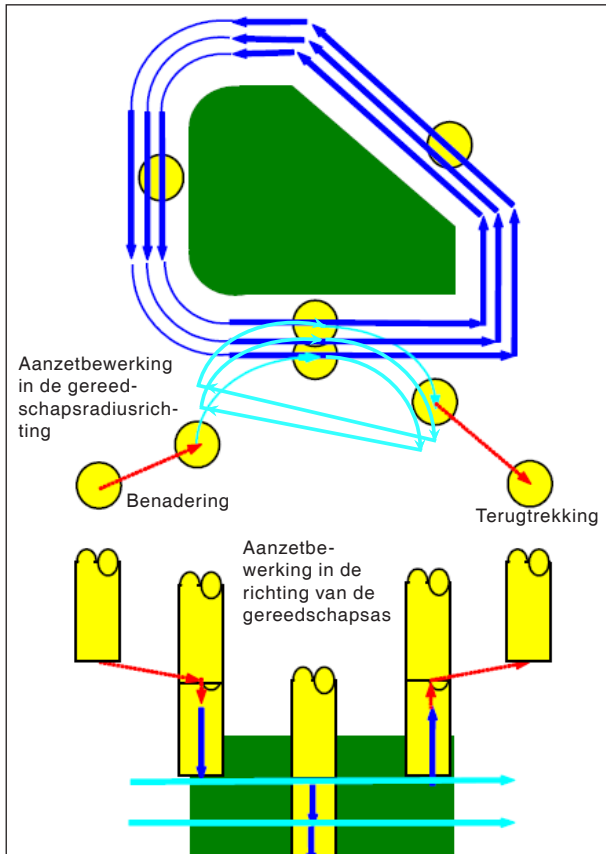 Aanzetbewerking
in de gereed-
schapsradiusrich-
ting
Benadering
Terugtrekking
Aanzetbe-
werking in de
richting van de
gereedschapsas